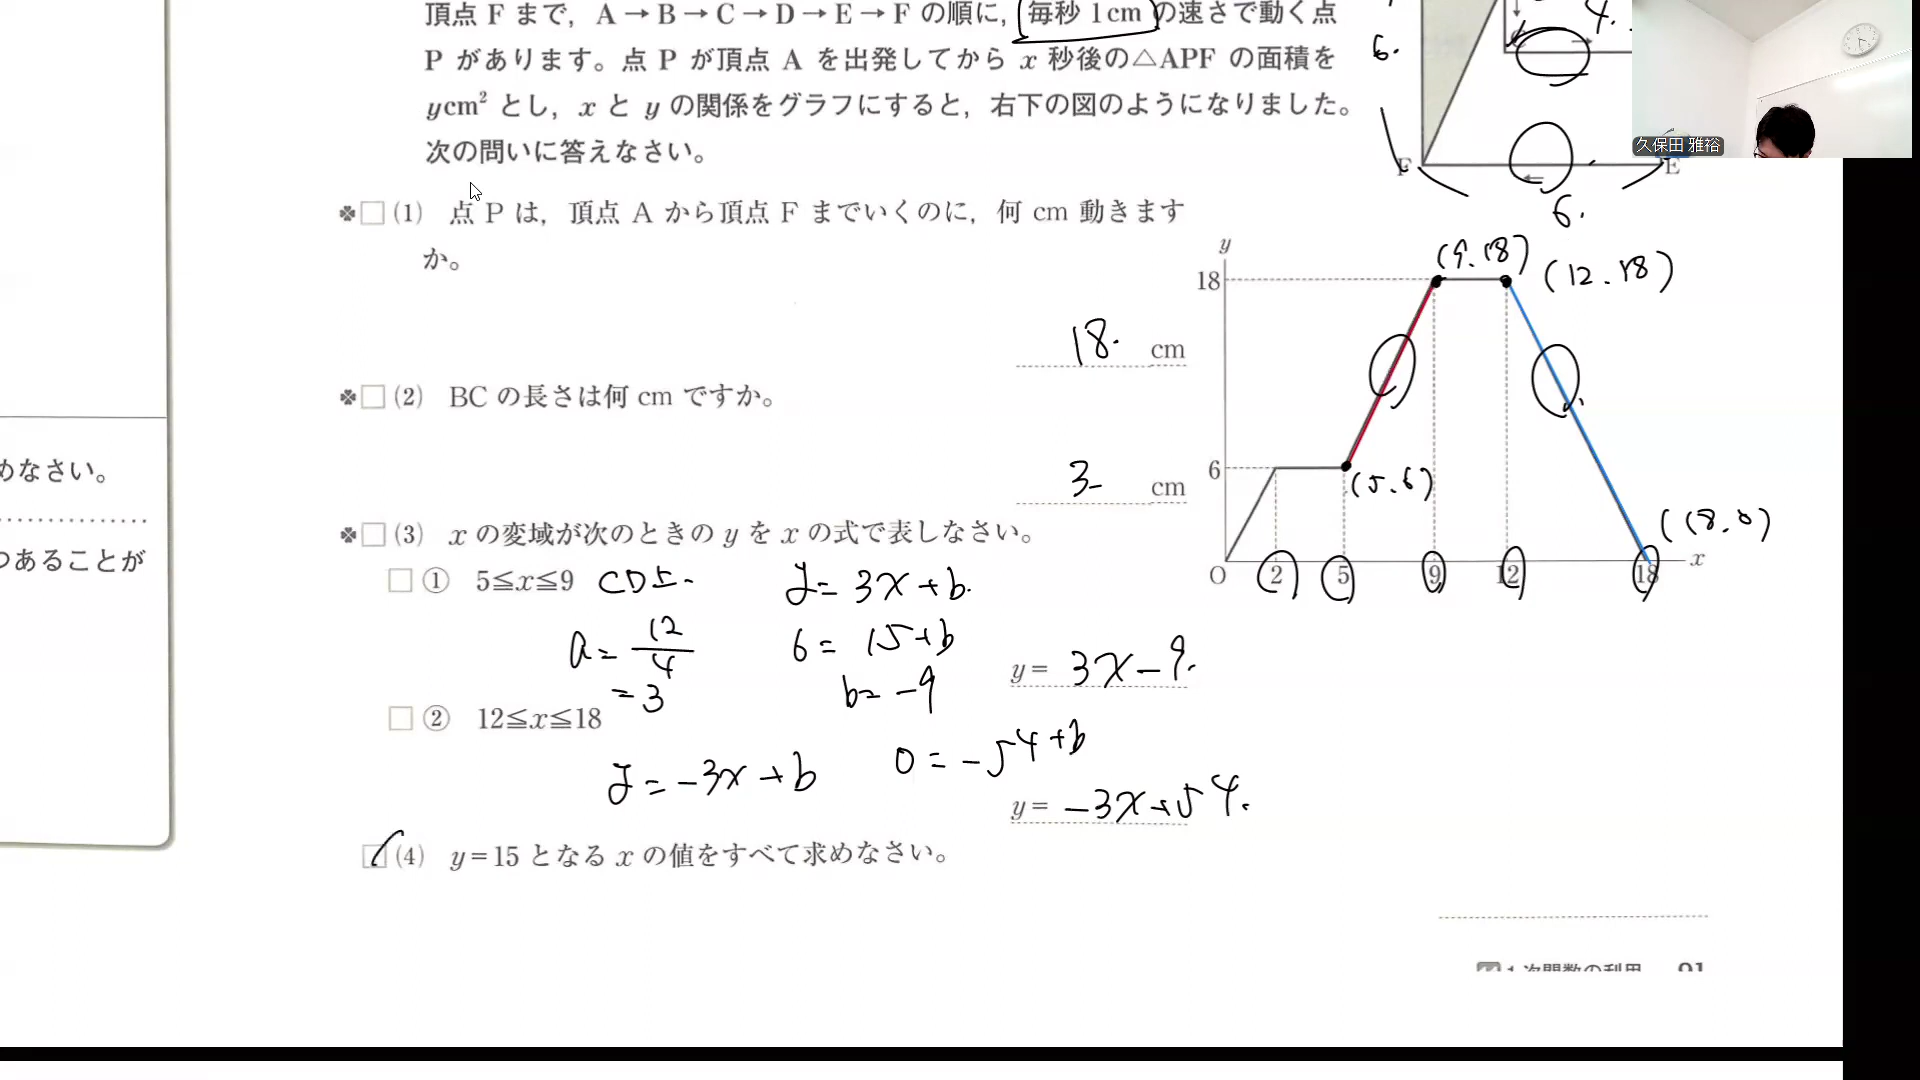 頂点 F まで，A→B→C→D→E→F の順に，毎秒 1cm の速さで動く点
P があります。点 P が頂点 A を出発してから x 秒後の△APF の面積を
ycm² とし，x と y の関係をグラフにすると，右下の図のようになりました。
次の問いに答えなさい。
6.
4.
F
E
6.
久保田 雅裕
(1) 点 P は，頂点 A から頂点 F までいくのに，何 cm 動きます
か。
18. cm
(2) BC の長さは何 cm ですか。
3 cm
y
18
(9.18)
(12.18)
6
(5.6)
(18.0)
O 2 5 9 12 18 x
(3) x の変域が次のときの y を x の式で表しなさい。
① 5≦x≦9 y=3x+b.
a=12/4 6=15+b
=3 b=-9
y= 3x-9.
② 12≦x≦18
y=-3x+b 0=-54+b
y= -3x+54.
(4) y=15 となる x の値をすべて求めなさい。
めなさい。
つあることが